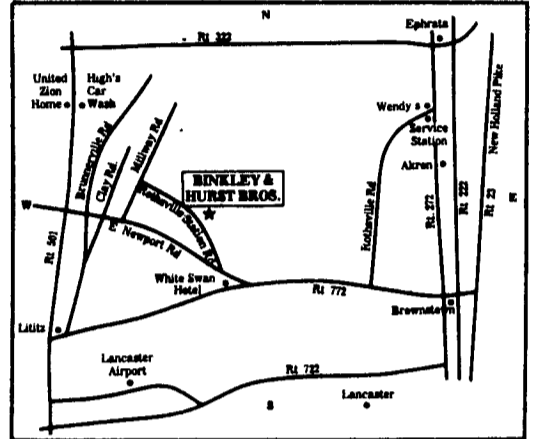 N
Ephrata
Rt 322
United
Zion
Home
High's
Car
Wash
Brunnerville Rd
Clay Rd
Millway Rd
BINKLEY &
HURST BROS.
Rothsville Station Rd
Wendy's
Service
Station
Akron
New Holland Pike
Rothsville Rd
Rt 272
Rt 222
Rt 23
E
W
E Newport Rd
Rt 501
White Swan
Hotel
Rt 772
Brownstown
Lititz
Lancaster
Airport
Rt 722
S
Lancaster